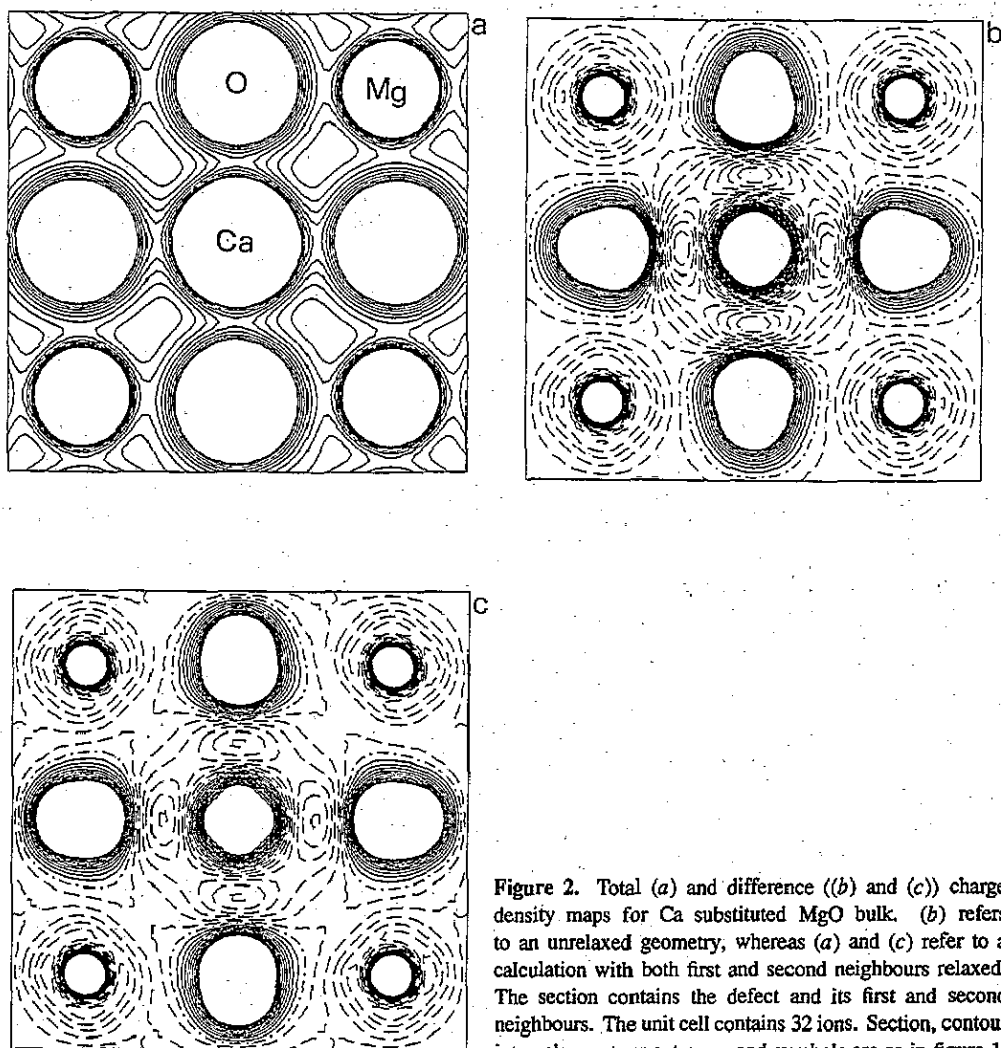 a
O
Mg
Ca
b
c
Figure 2. Total (a) and difference ((b) and (c)) charge
density maps for Ca substituted MgO bulk. (b) refers
to an unrelaxed geometry, whereas (a) and (c) refer to a
calculation with both first and second neighbours relaxed.
The section contains the defect and its first and second
neighbours. The unit cell contains 32 ions. Section, contour